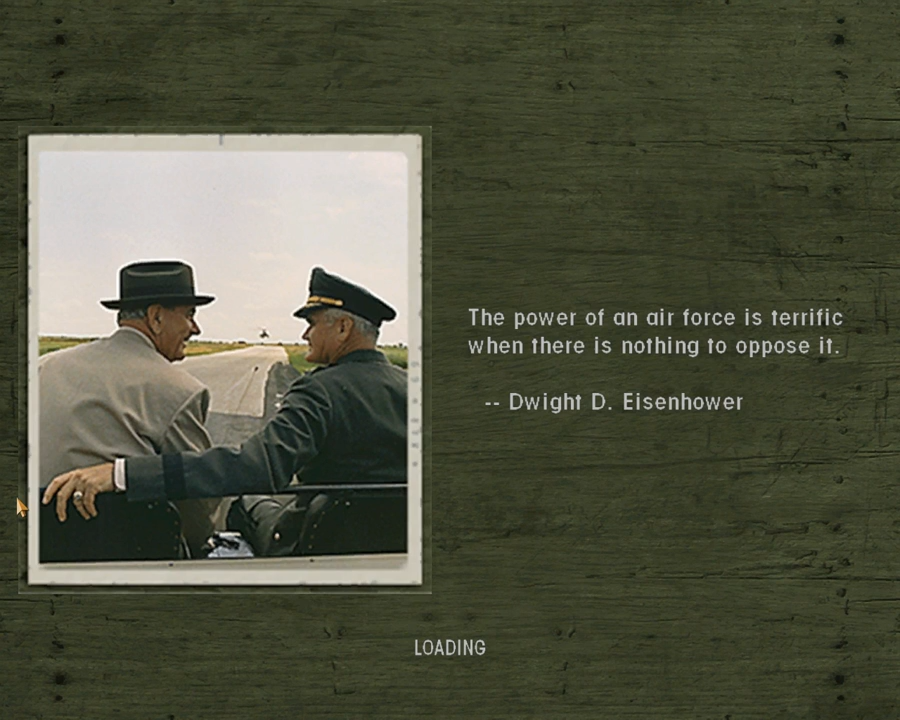 The power of an air force is terrific
when there is nothing to oppose it.
-- Dwight D. Eisenhower
LOADING